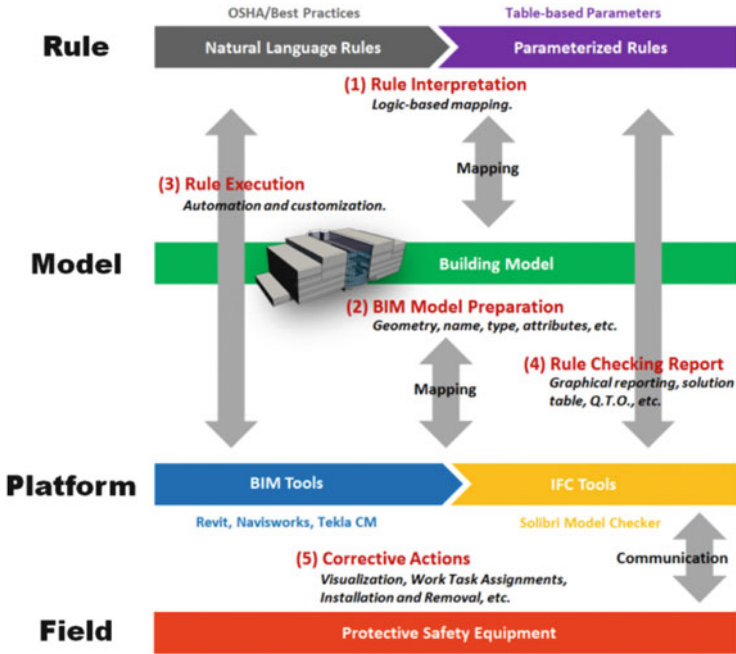 OSHA/Best Practices
Table-based Parameters
Rule
Natural Language Rules
Parameterized Rules
(1) Rule Interpretation
Logic-based mapping.
Mapping
(3) Rule Execution
Automation and customization.
Model
Building Model
(2) BIM Model Preparation
Geometry, name, type, attributes, etc.
Mapping
(4) Rule Checking Report
Graphical reporting, solution
table, Q.T.O., etc.
Platform
BIM Tools
IFC Tools
Revit, Navisworks, Tekla CM
Solibri Model Checker
(5) Corrective Actions
Visualization, Work Task Assignments,
Installation and Removal, etc.
Communication
Field
Protective Safety Equipment